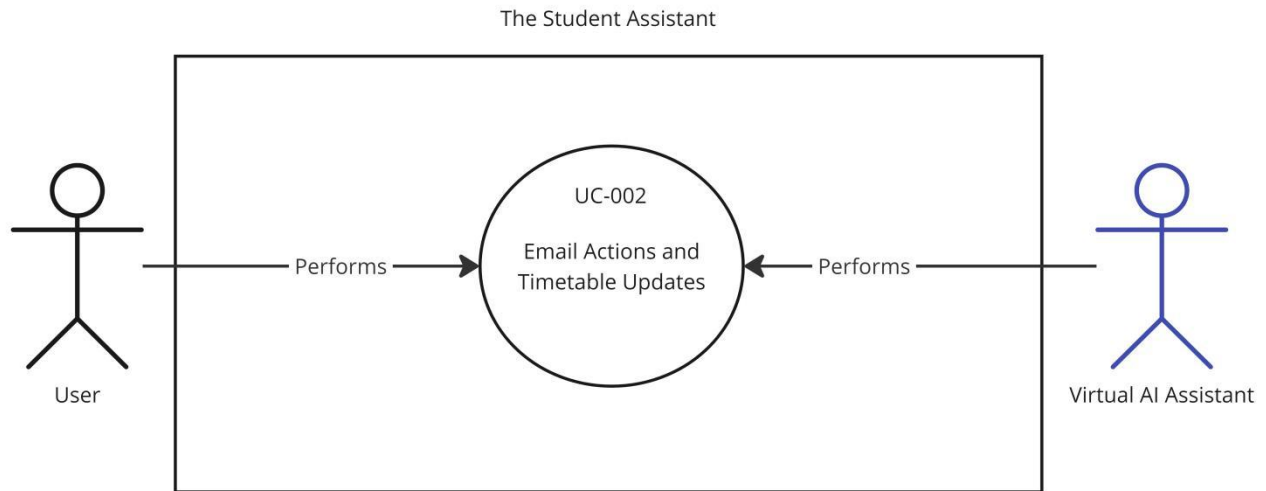 The Student Assistant
UC-002
Email Actions and
Timetable Updates
Performs
Performs
User
Virtual AI Assistant